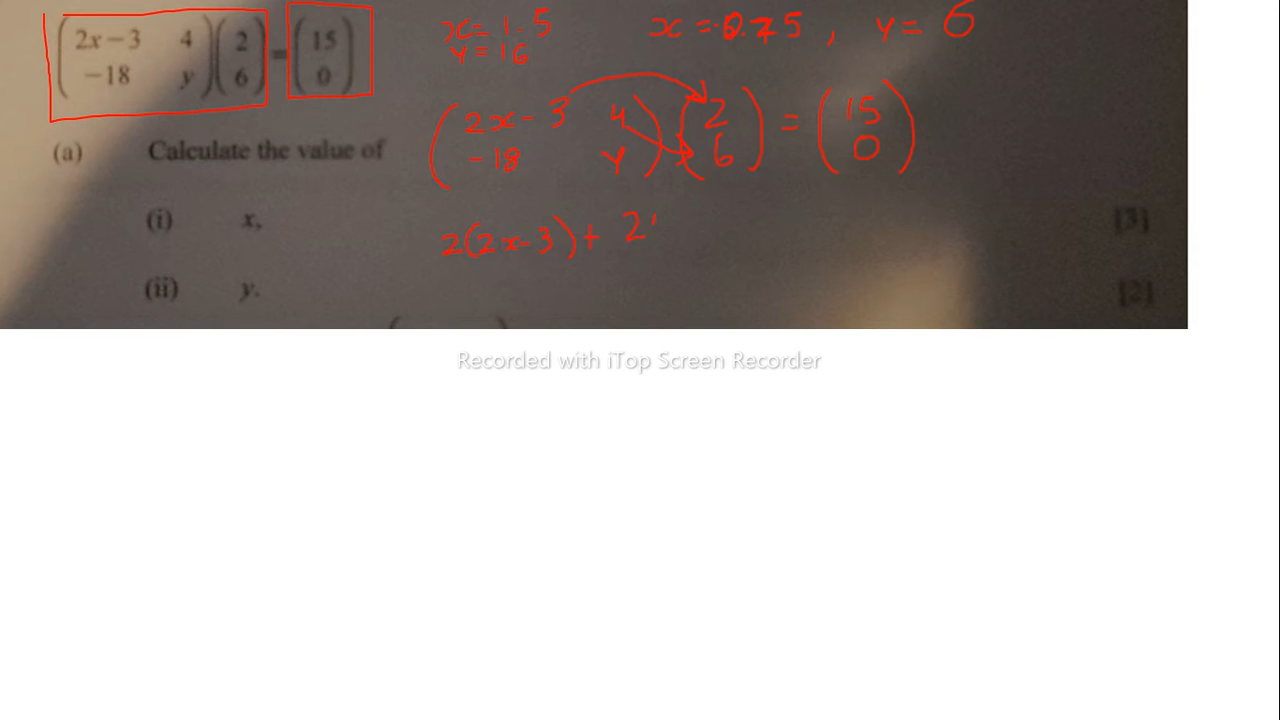 (2x-3 4) (2) = (15)
(-18 y) (6) (0)
x = 1.5
y = 16
x = -0.75 , y = 6
(2x-3 4) (2) = (15)
(-18 y) (6) (0)
(a) Calculate the value of
(i) x, [3]
2(2x-3)+ 2
(ii) y. [2]
Recorded with iTop Screen Recorder